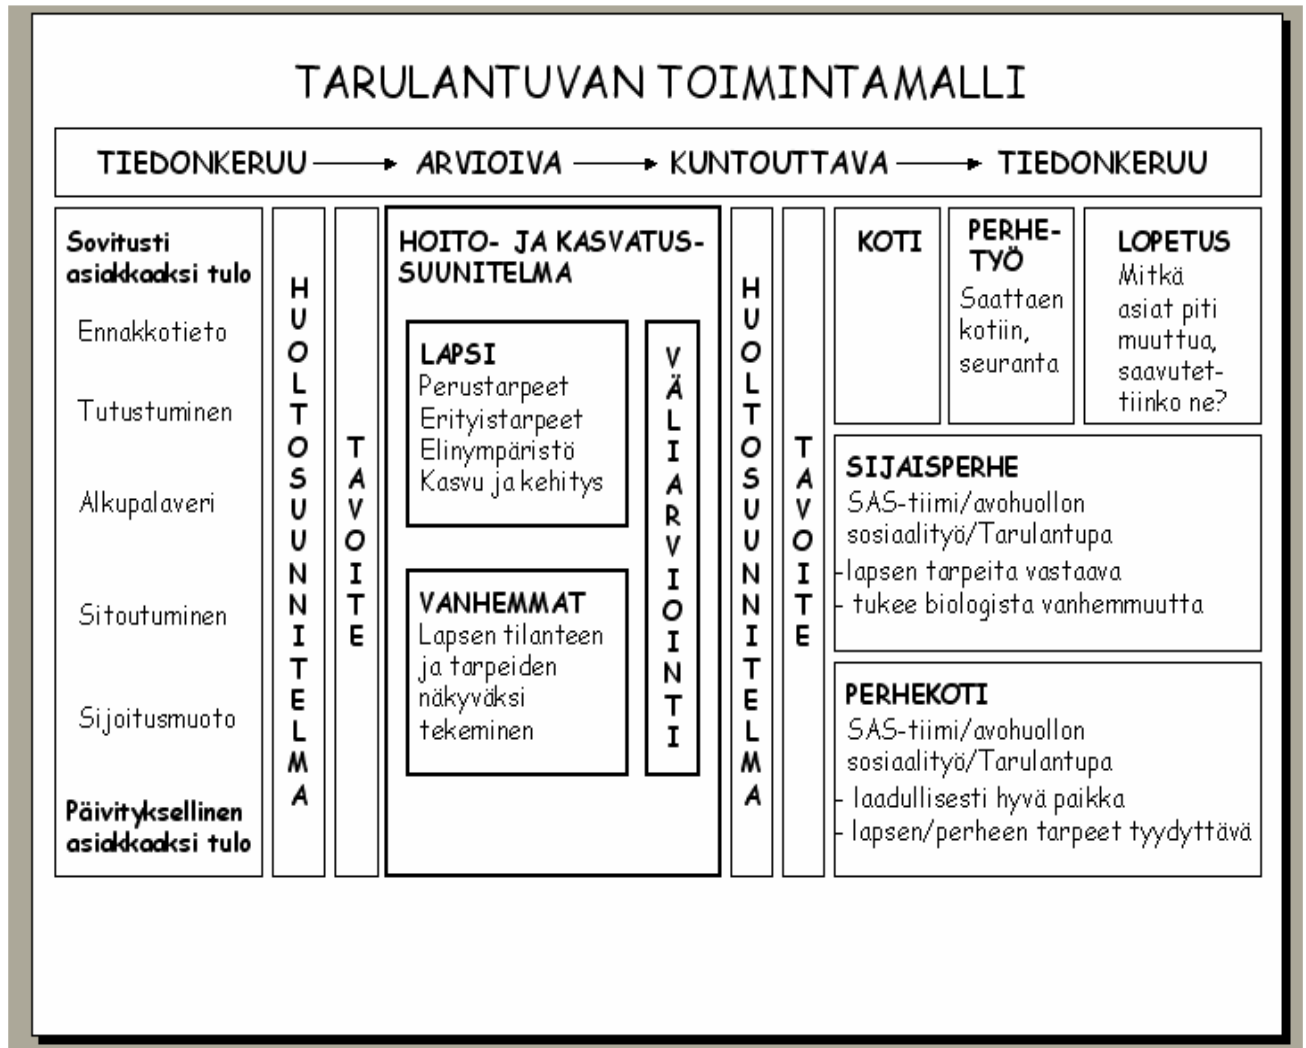 TARULANTUVAN TOIMINTAMALLI
TIEDONKERUU ARVIOIVA KUNTOUTTAVA TIEDONKERUU
Sovitusti
asiakkaaksi tulo
Ennakkotieto
Tutustuminen
Alkupalaveri
Sitoutuminen
Sijoitusmuoto
Päivityksellinen
asiakkaaksi tulo
HUOLTOSUUNNITELMA
TAVOITE
HOITO- JA KASVATUS-
SUUNITELMA
LAPSI
Perustarpeet
Erityistarpeet
Elinympäristö
Kasvu ja kehitys
VANHEMMAT
Lapsen tilanteen
ja tarpeiden
näkyväksi
tekeminen
VÄLIARVIOINTI
HUOLTOSUUNNITELMA
TAVOITE
KOTI
PERHE-
TYÖ
Saattaen
kotiin,
seuranta
LOPETUS
Mitkä
asiat piti
muuttua,
saavutet-
tiinko ne?
SIJAISPERHE
SAS-tiimi/avohuollon
sosiaalityö/Tarulantupa
-lapsen tarpeita vastaava
- tukee biologista vanhemmuutta
PERHEKOTI
SAS-tiimi/avohuollon
sosiaalityö/Tarulantupa
- laadullisesti hyvä paikka
- lapsen/perheen tarpeet tyydyttävä